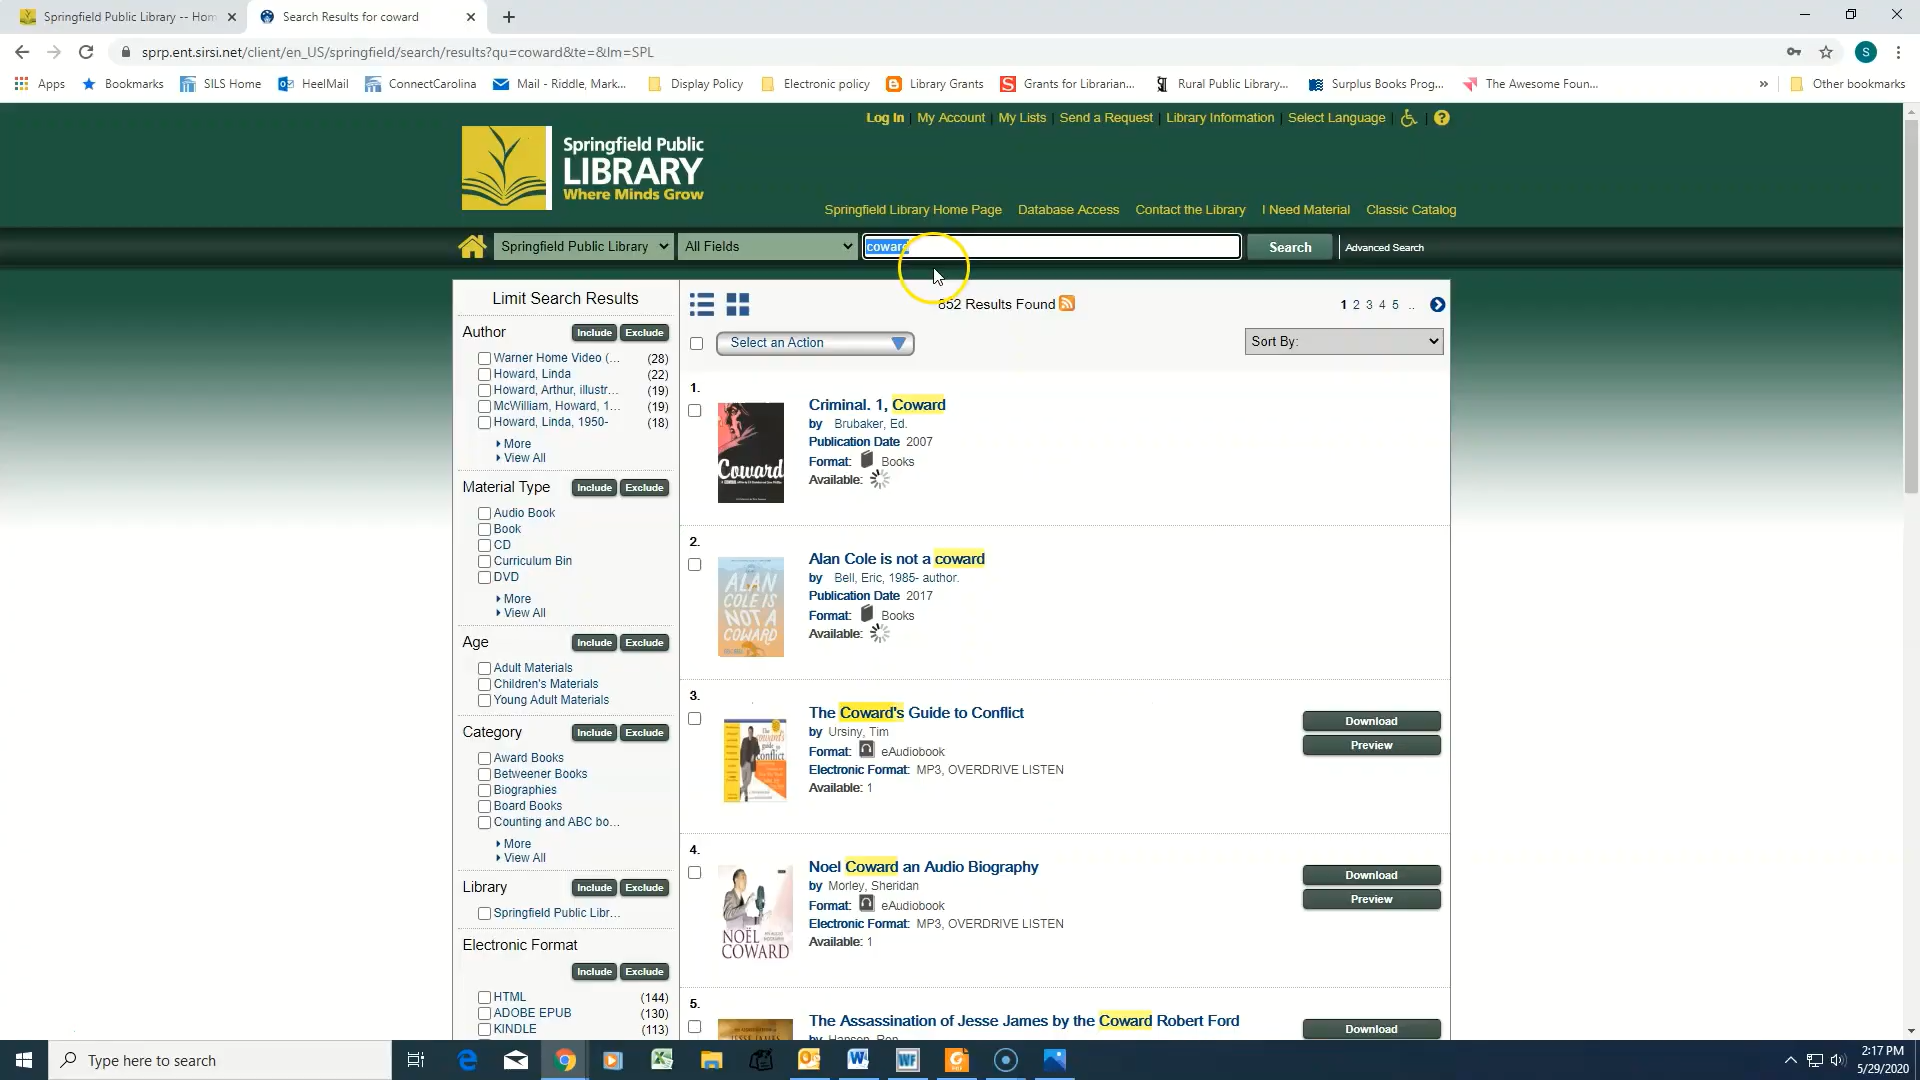 Springfield Public Library -- Hom
Search Results for coward
sprp.ent.sirsi.net/client/en_US/springfield/search/results?qu=coward&te=&lm=SPL
S
Apps
Bookmarks
SILS Home
HeelMail
ConnectCarolina
Mail - Riddle, Mark...
Display Policy
Electronic policy
Library Grants
Grants for Librarian...
Rural Public Library...
Surplus Books Prog...
The Awesome Foun...
»
Other bookmarks
Log In | My Account | My Lists | Send a Request | Library Information | Select Language | | ?
Springfield Public
LIBRARY
Where Minds Grow
Springfield Library Home Page
Database Access
Contact the Library
I Need Material
Classic Catalog
Springfield Public Library
All Fields
coward
Search
Advanced Search
Limit Search Results
Author
Include
Exclude
Warner Home Video (... (28)
Howard, Linda (22)
Howard, Arthur, illustr... (19)
McWilliam, Howard, 1... (19)
Howard, Linda, 1950- (18)
More
View All
Material Type
Include
Exclude
Audio Book
Book
CD
Curriculum Bin
DVD
More
View All
Age
Include
Exclude
Adult Materials
Children's Materials
Young Adult Materials
Category
Include
Exclude
Award Books
Betweener Books
Biographies
Board Books
Counting and ABC bo...
More
View All
Library
Include
Exclude
Springfield Public Libr...
Electronic Format
Include
Exclude
HTML (144)
ADOBE EPUB (130)
KINDLE (113)
852 Results Found
1 2 3 4 5 ..
Select an Action
Sort By:
1.
Coward
Criminal. 1, Coward
by Brubaker, Ed.
Publication Date 2007
Format: Books
Available:
2.
ALAN
COLE IS
NOT A
COWARD
Alan Cole is not a coward
by Bell, Eric, 1985- author.
Publication Date 2017
Format: Books
Available:
3.
The Coward's Guide to Conflict
by Ursiny, Tim
Format: eAudiobook
Electronic Format: MP3, OVERDRIVE LISTEN
Available: 1
Download
Preview
4.
NOËL
COWARD
Noel Coward an Audio Biography
by Morley, Sheridan
Format: eAudiobook
Electronic Format: MP3, OVERDRIVE LISTEN
Available: 1
Download
Preview
5.
The Assassination of Jesse James by the Coward Robert Ford
by Hansen, Ron
Download
Type here to search
2:17 PM
5/29/2020